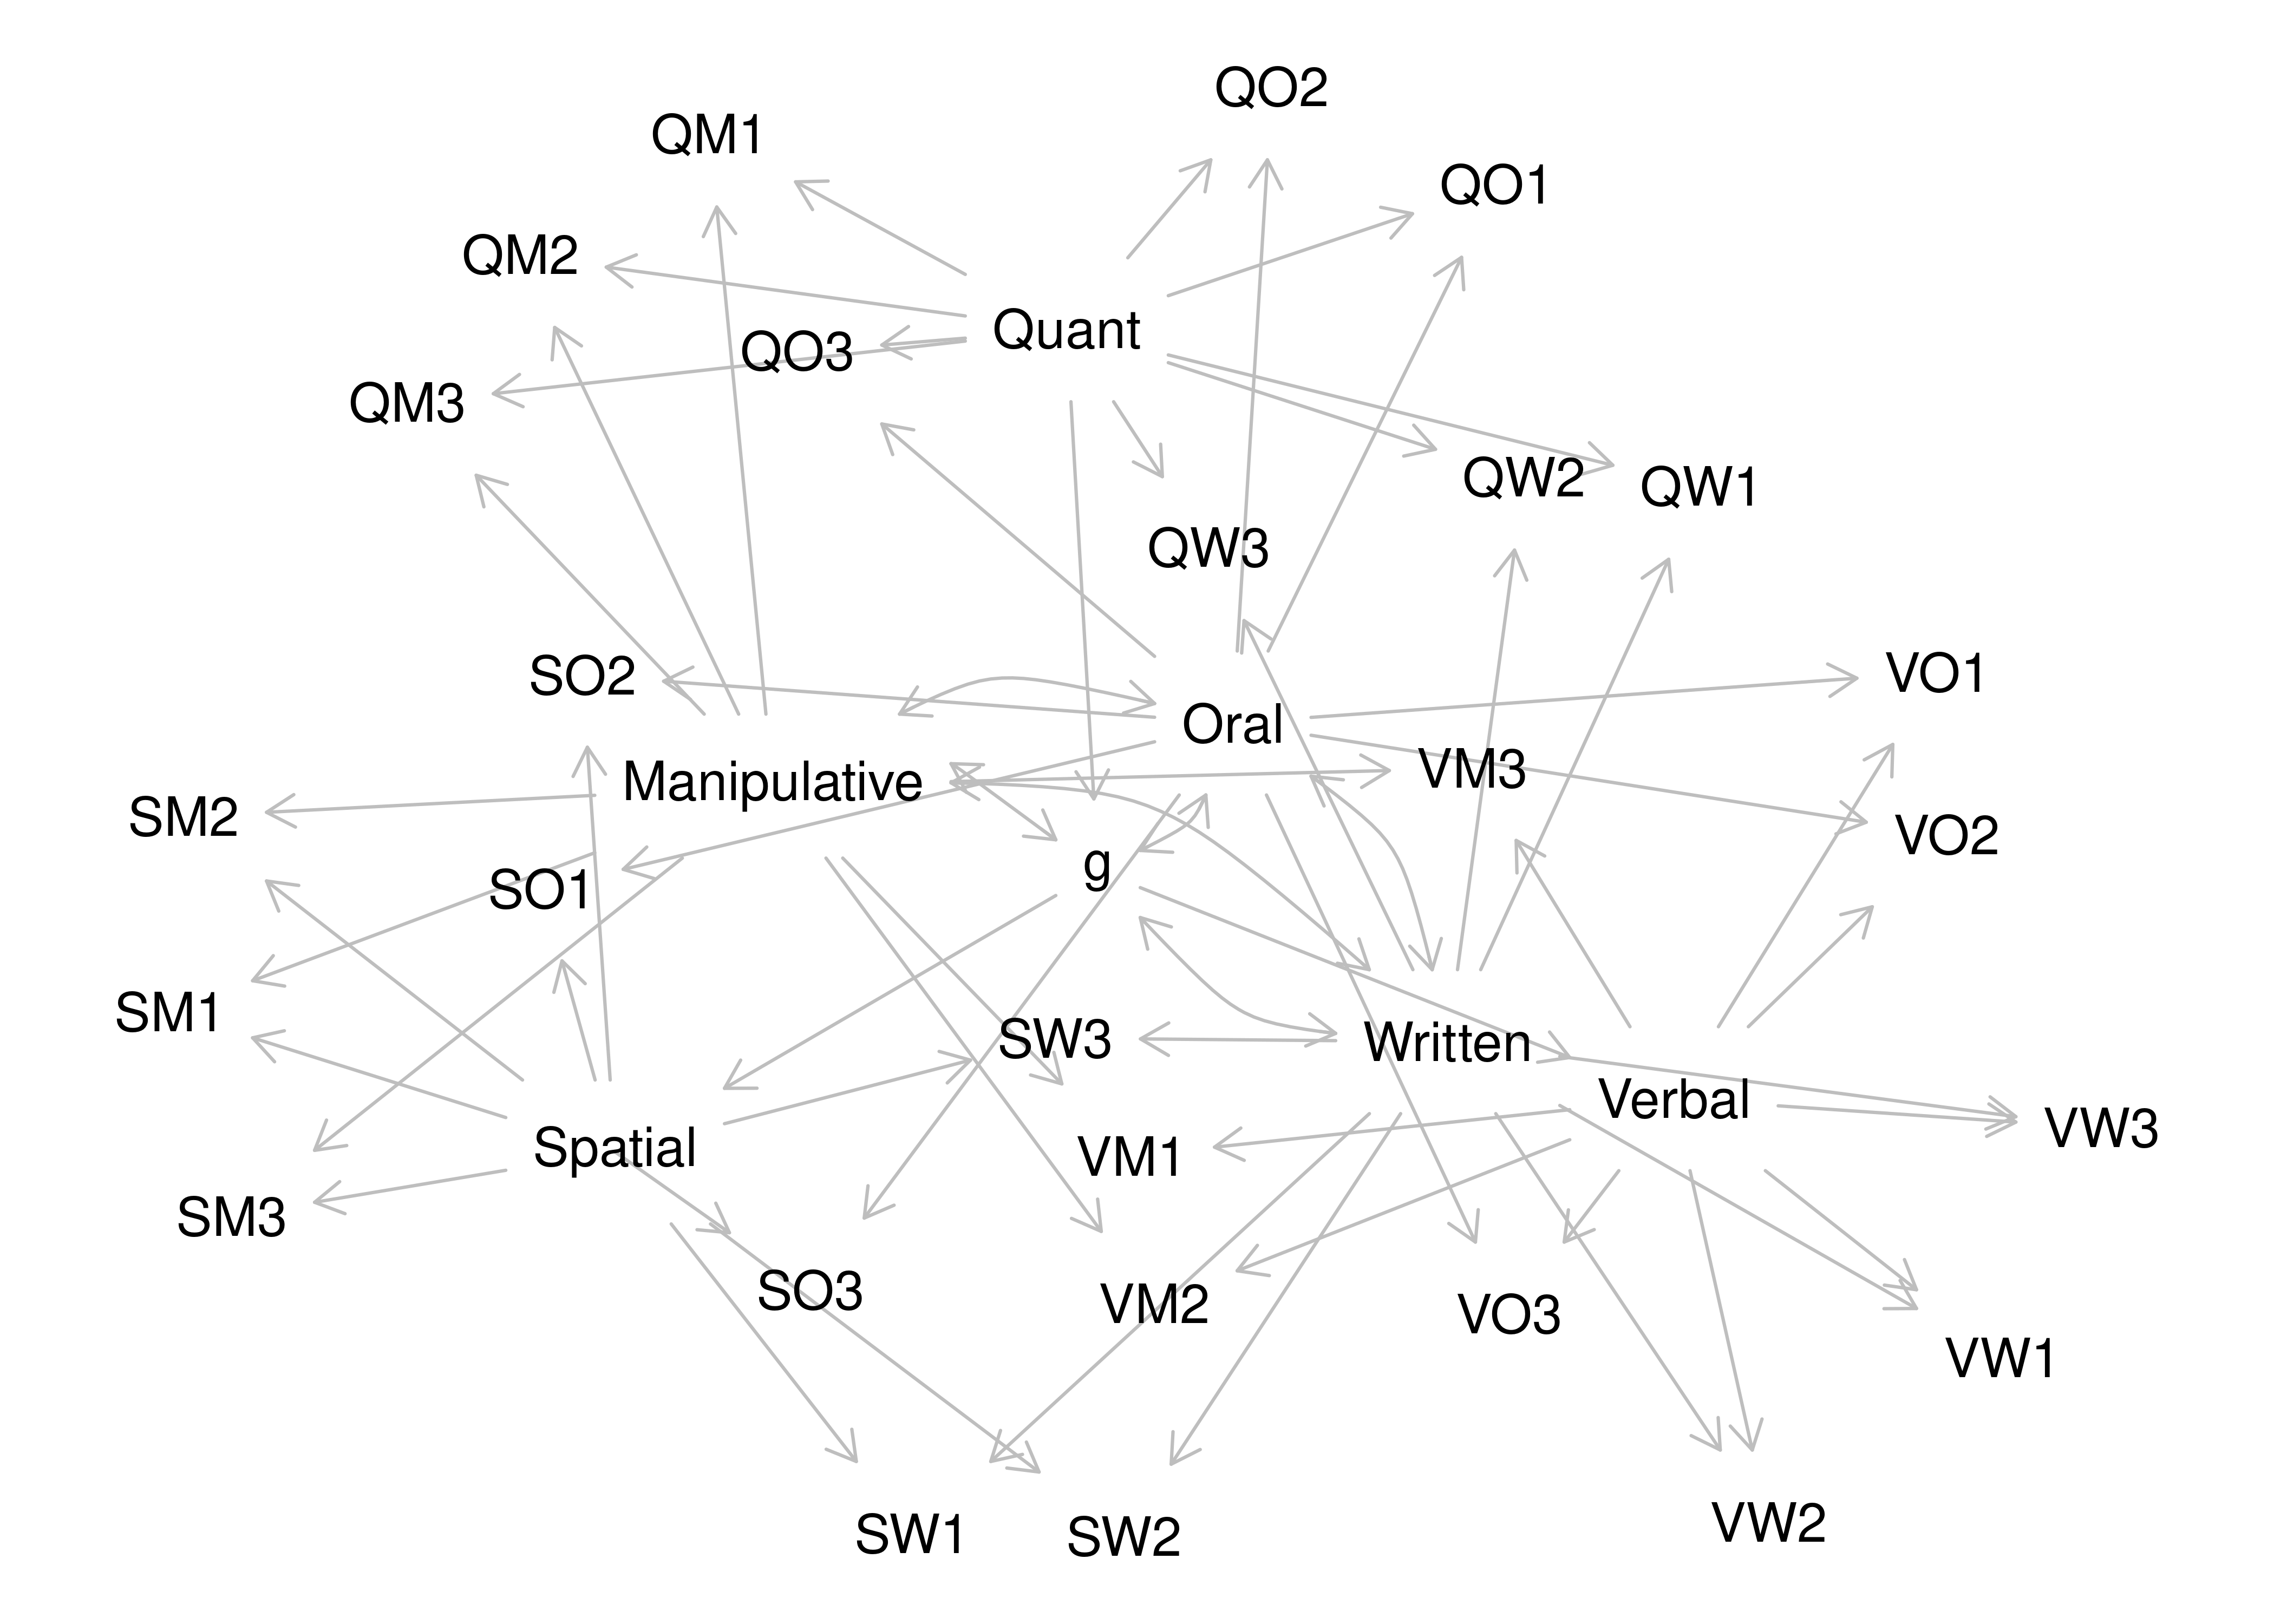 QO2
QM1
QO1
QM2
Quant
QO3
QM3
QW2
QW1
QW3
SO2
VO1
Oral
VM3
Manipulative
SM2
VO2
g
SO1
SM1
SW3
Written
Verbal
VW3
Spatial
VM1
SM3
SO3
VM2
VO3
VW1
VW2
SW1
SW2